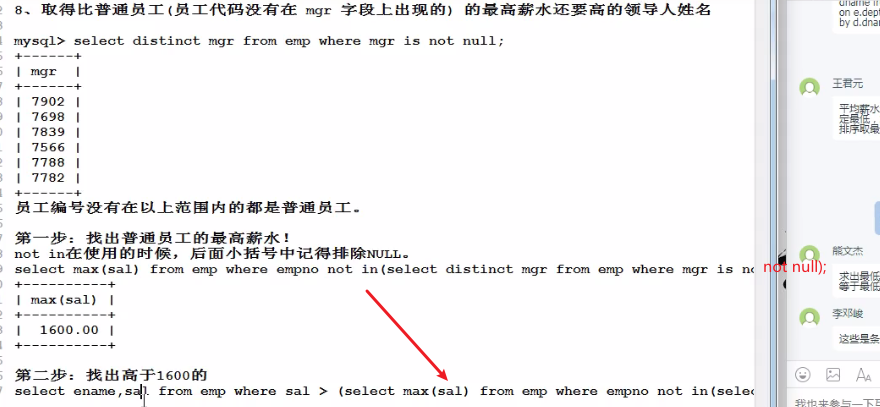 8、取得比普通员工(员工代码没有在 mgr 字段上出现的) 的最高薪水还要高的领导人姓名
mysql> select distinct mgr from emp where mgr is not null;
+------+
| mgr |
+------+
| 7902 |
| 7698 |
| 7839 |
| 7566 |
| 7788 |
| 7782 |
+------+
员工编号没有在以上范围内的都是普通员工。
第一步：找出普通员工的最高薪水！
not in在使用的时候，后面小括号中记得排除NULL。
select max(sal) from emp where empno not in(select distinct mgr from emp where mgr is no
not null);
+----------+
| max(sal) |
+----------+
| 1600.00 |
+----------+
第二步：找出高于1600的
select ename,sal from emp where sal > (select max(sal) from emp where empno not in(selec
on e.dept
by d.dnam
王君元
平均薪水
定最低，
排序取最
熊文杰
求出最低
等于最低
李邓峻
这些是条
我也来参与一下